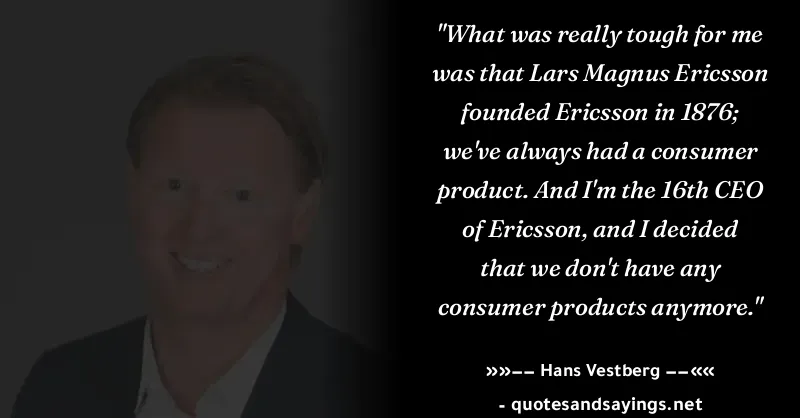 "What was really tough for me
was that Lars Magnus Ericsson
founded Ericsson in 1876;
we've always had a consumer
product. And I'm the 16th CEO
of Ericsson, and I decided
that we don't have any
consumer products anymore."
»»–– Hans Vestberg ––««
- quotesandsayings.net